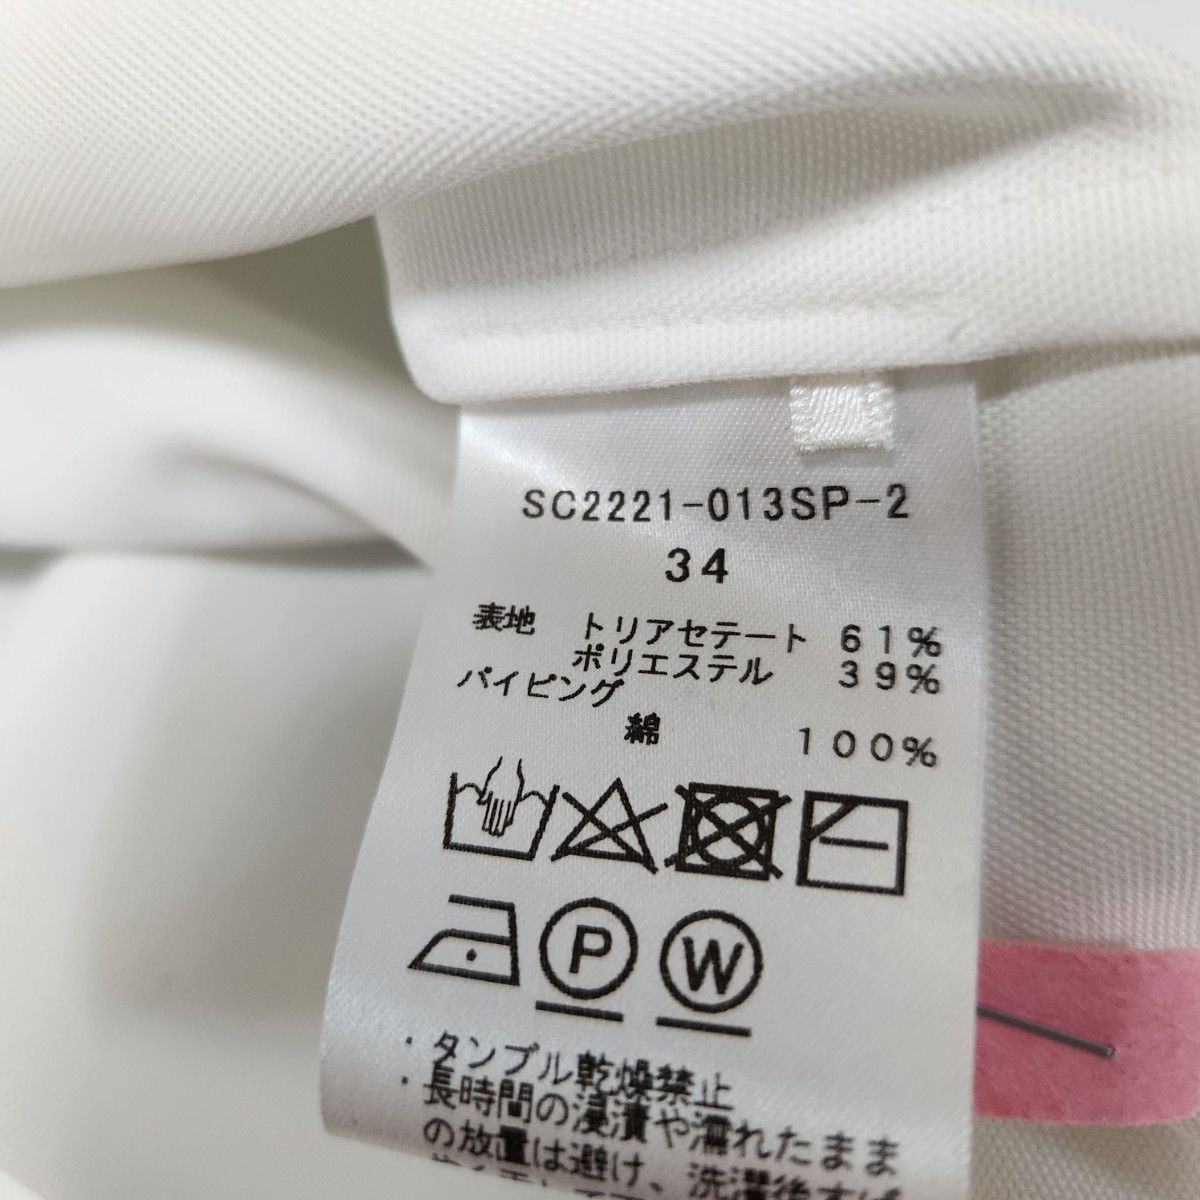 SC2221-013SP-2
34
表地 トリアセテート 61%
ポリエステル 39%
パイピング
綿 100%
P W
・タンブル乾燥禁止
・長時間の浸漬や濡れたまま
の放置は避け、洗濯後すぐ